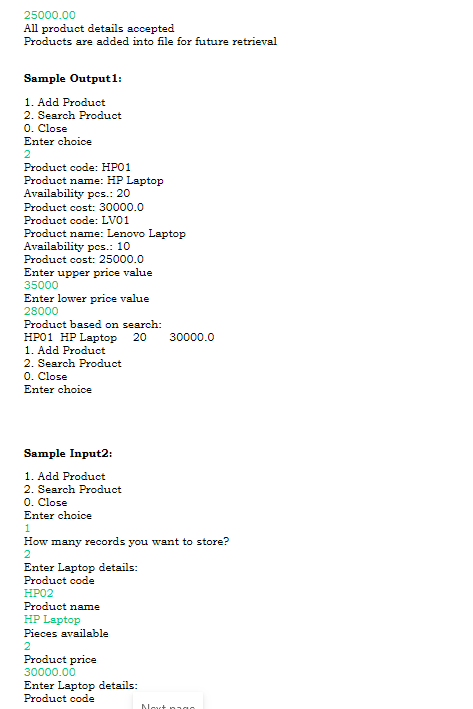 25000.00
All product details accepted
Products are added into file for future retrieval
Sample Output1:
1. Add Product
2. Search Product
0. Close
Enter choice
2
Product code: HP01
Product name: HP Laptop
Availability pcs.: 20
Product cost: 30000.0
Product code: LV01
Product name: Lenovo Laptop
Availability pcs.: 10
Product cost: 25000.0
Enter upper price value
35000
Enter lower price value
28000
Product based on search:
HP01 HP Laptop 20 30000.0
1. Add Product
2. Search Product
0. Close
Enter choice
Sample Input2:
1. Add Product
2. Search Product
0. Close
Enter choice
1
How many records you want to store?
2
Enter Laptop details:
Product code
HP02
Product name
HP Laptop
Pieces available
2
Product price
30000.00
Enter Laptop details:
Product code
Next page